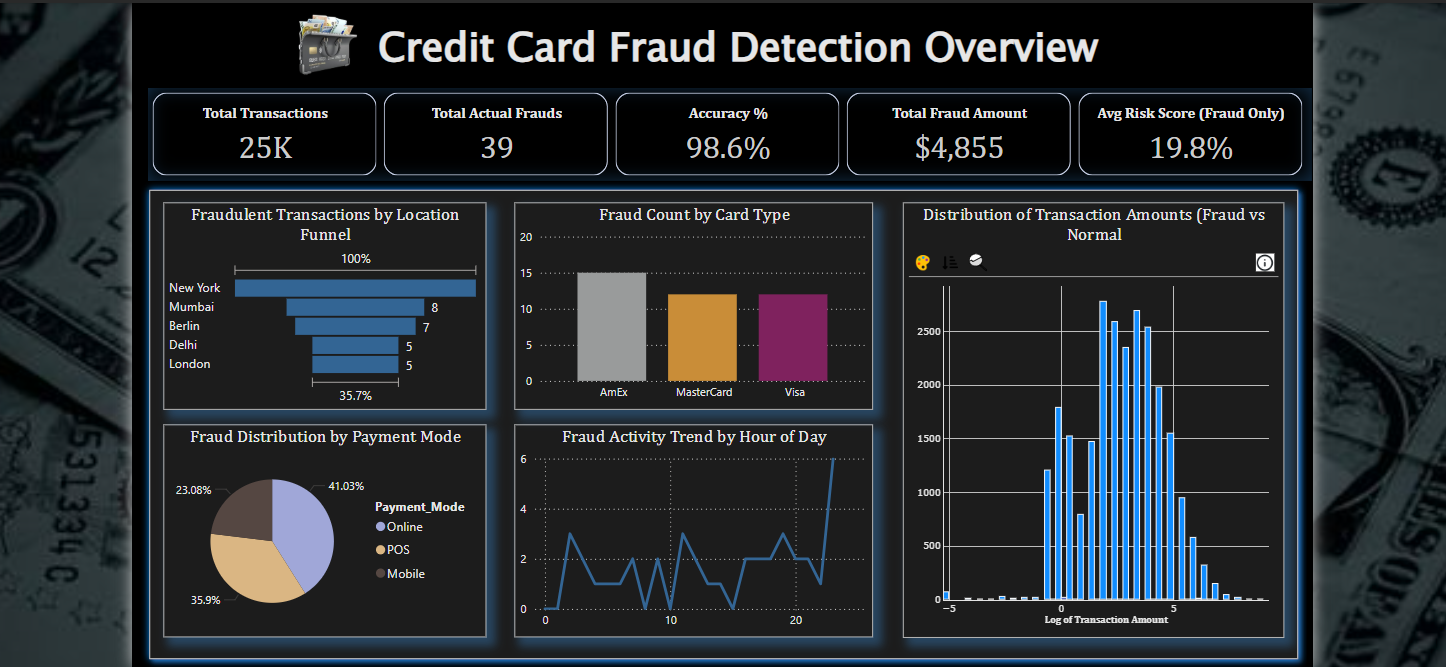 Credit Card Fraud Detection Overview
Total Transactions
25K
Total Actual Frauds
39
Accuracy %
98.6%
Total Fraud Amount
$4,855
Avg Risk Score (Fraud Only)
19.8%
Fraudulent Transactions by Location
Funnel
100%
New York
Mumbai
8
Berlin
7
Delhi
5
London
5
35.7%
Fraud Count by Card Type
20
15
10
5
0
AmEx
MasterCard
Visa
Distribution of Transaction Amounts (Fraud vs
Normal
2500
2000
1500
1000
500
0
−5
0
5
Log of Transaction Amount
Fraud Distribution by Payment Mode
23.08%
41.03%
35.9%
Payment_Mode
Online
POS
Mobile
Fraud Activity Trend by Hour of Day
6
4
2
0
0
10
20